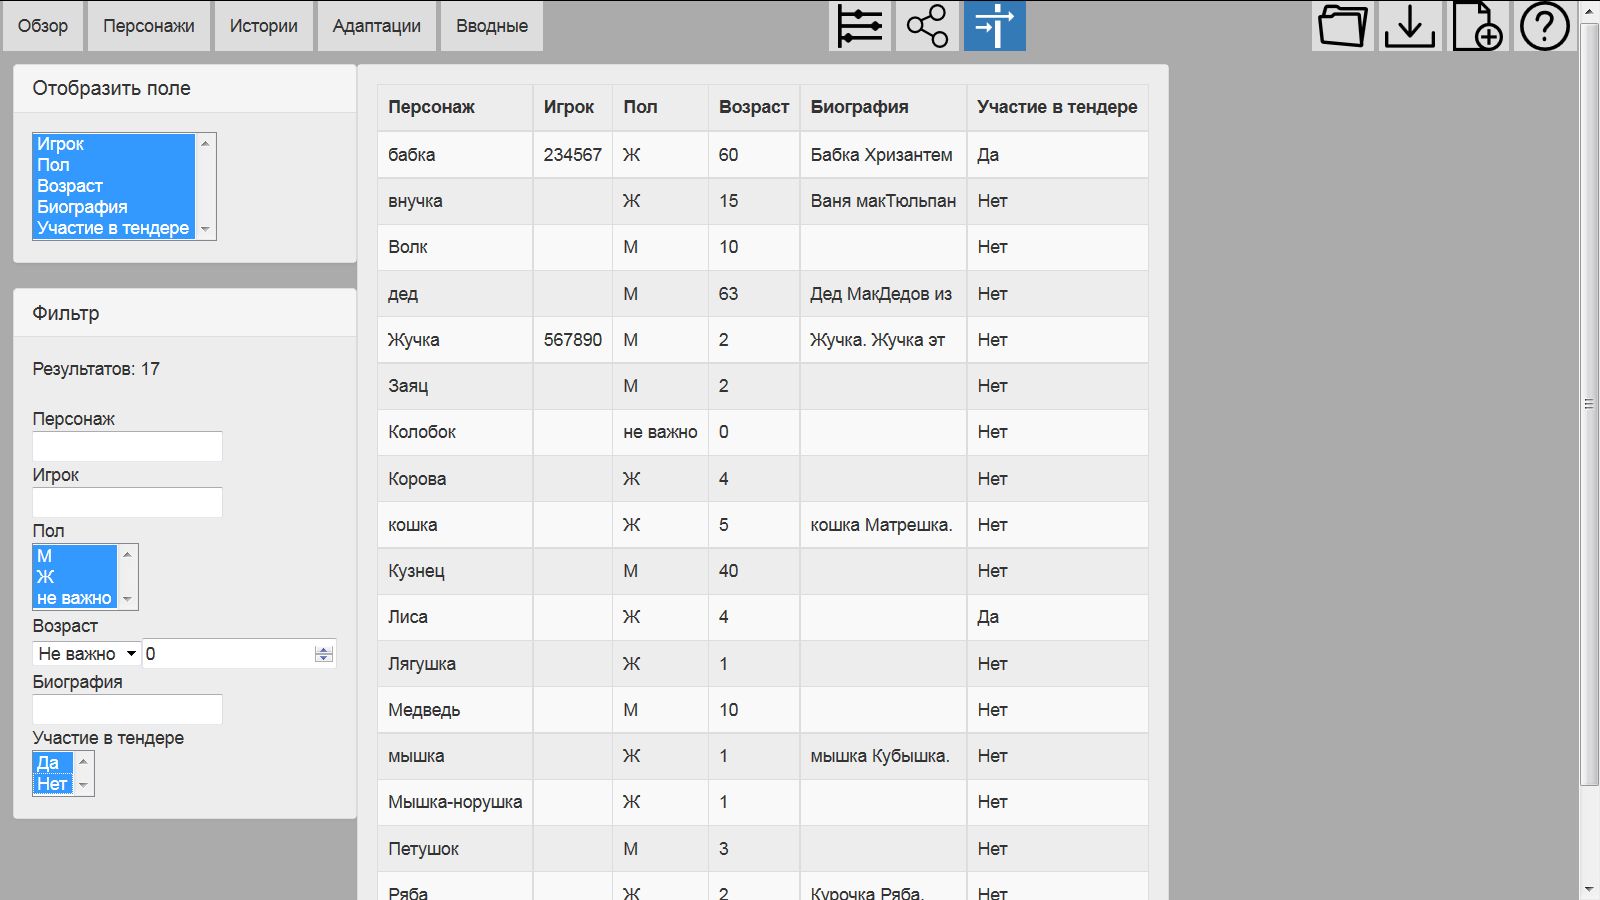 Обзор Персонажи Истории Адаптации Вводные
Отобразить поле
Игрок
Пол
Возраст
Биография
Участие в тендере
Фильтр
Результатов: 17
Персонаж
Игрок
Пол
М
Ж
не важно
Возраст
Не важно 0
Биография
Участие в тендере
Да
Нет
Персонаж Игрок Пол Возраст Биография Участие в тендере
бабка 234567 Ж 60 Бабка Хризантем Да
внучка Ж 15 Ваня макТюльпан Нет
Волк М 10 Нет
дед М 63 Дед МакДедов из Нет
Жучка 567890 М 2 Жучка. Жучка эт Нет
Заяц М 2 Нет
Колобок не важно 0 Нет
Корова Ж 4 Нет
кошка Ж 5 кошка Матрешка. Нет
Кузнец М 40 Нет
Лиса Ж 4 Да
Лягушка Ж 1 Нет
Медведь М 10 Нет
мышка Ж 1 мышка Кубышка. Нет
Мышка-норушка Ж 1 Нет
Петушок М 3 Нет
Ряба Ж 2 Курочка Ряба. Нет